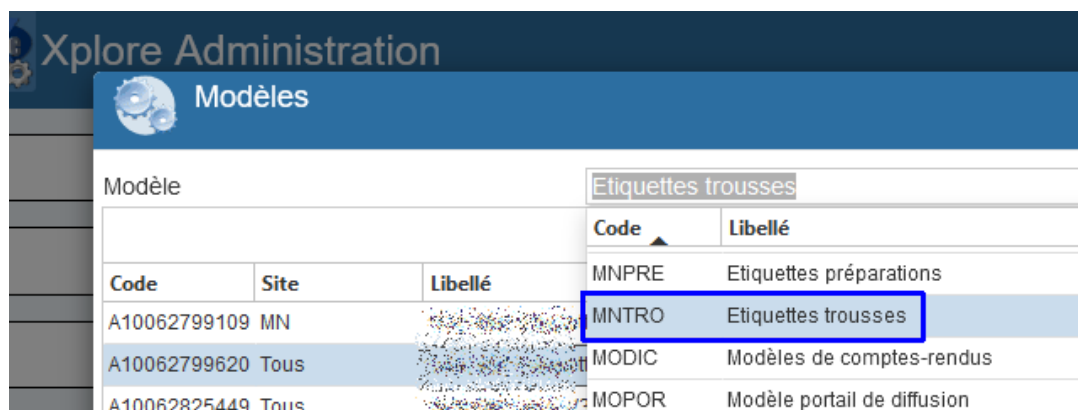 Xplore Administration
Modèles
Modèle
Etiquettes trousses
Code Libellé
MNPRE Etiquettes préparations
Code Site Libellé
MNTRO Etiquettes trousses
A10062799109 MN
MODIC Modèles de comptes-rendus
A10062799620 Tous
MOPOR Modèle portail de diffusion
A10062825449 Tous